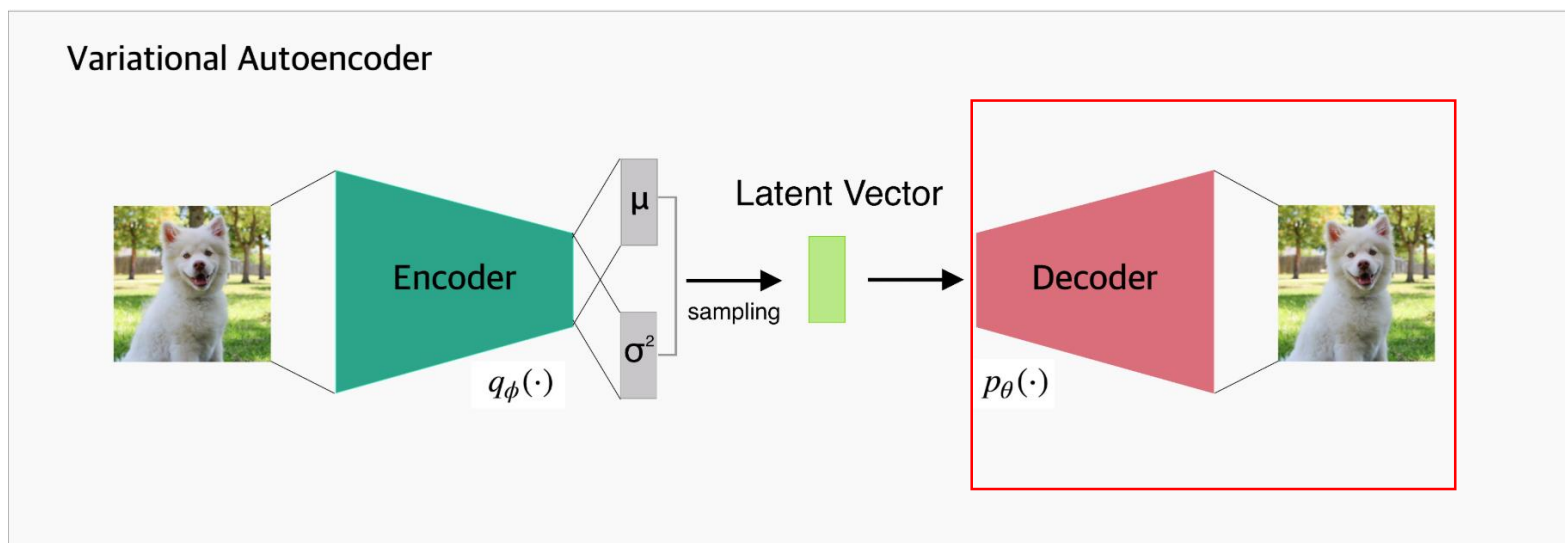 Variational Autoencoder
Encoder
μ
σ²
qϕ(·)
sampling
Latent Vector
Decoder
pθ(·)